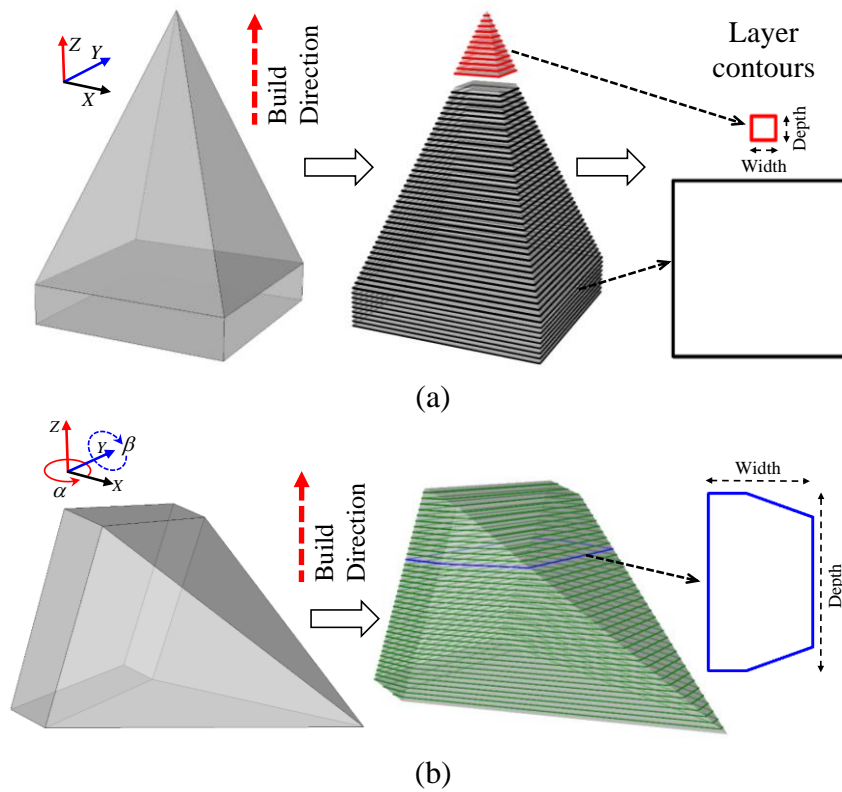 Z
Y
X
Build
Direction
Layer
contours
Depth
Width
(a)
Z
Y
β
X
α
Build
Direction
Width
Depth
(b)